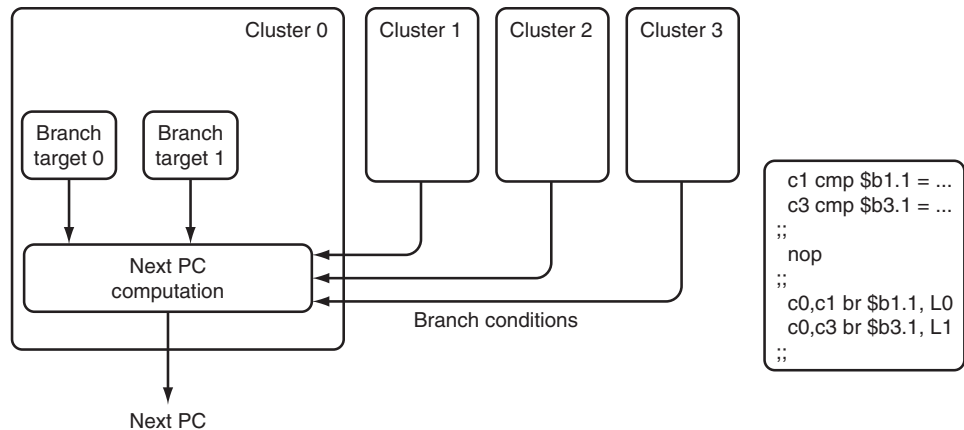 Cluster 0
Cluster 1
Cluster 2
Cluster 3
Branch
target 0
Branch
target 1
Next PC
computation
Branch conditions
Next PC
c1 cmp $b1.1 = ...
c3 cmp $b3.1 = ...
;;
nop
;;
c0,c1 br $b1.1, L0
c0,c3 br $b3.1, L1
;;